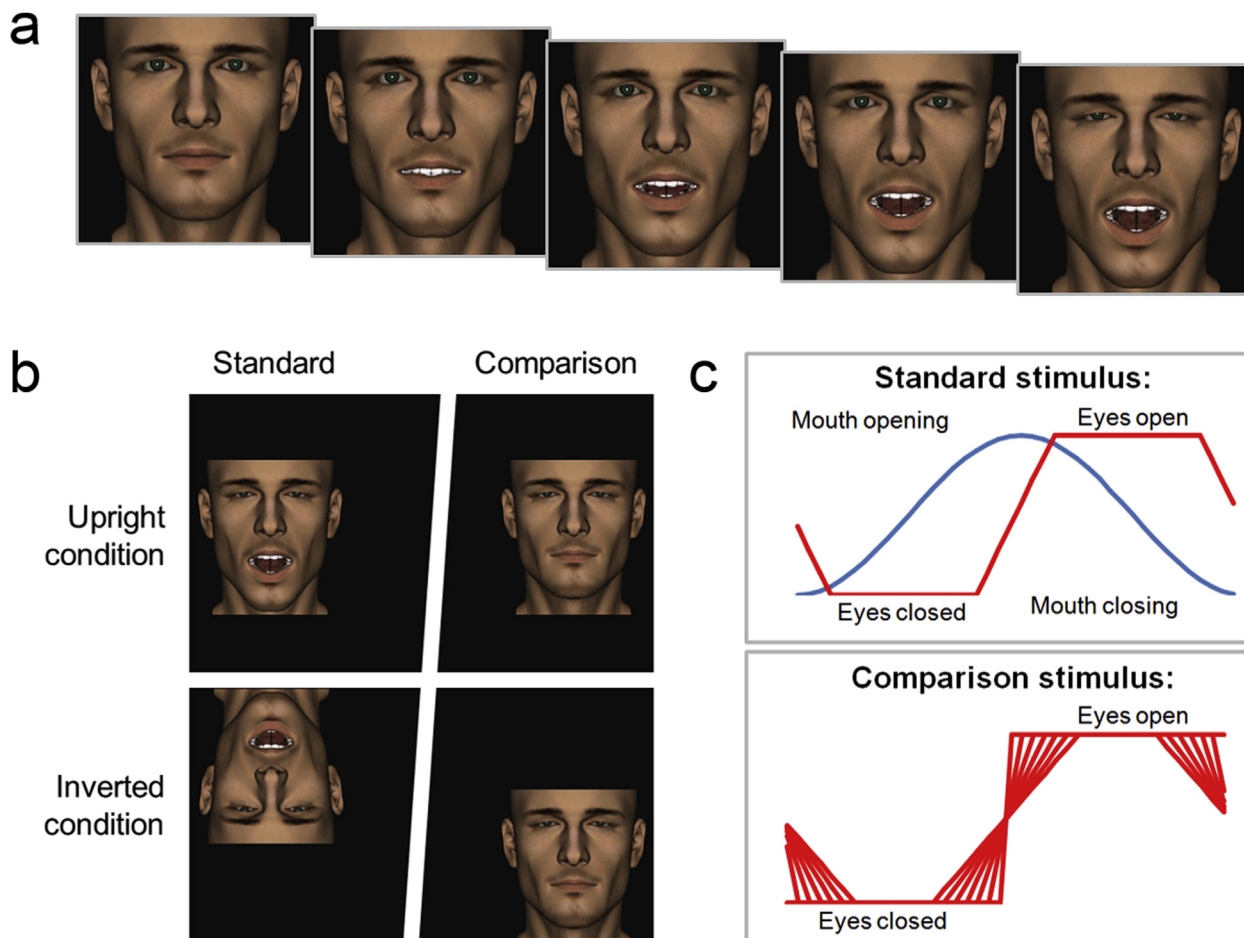 a
b
Standard
Comparison
Upright
condition
Inverted
condition
c
Standard stimulus:
Mouth opening
Eyes open
Eyes closed
Mouth closing
Comparison stimulus:
Eyes open
Eyes closed